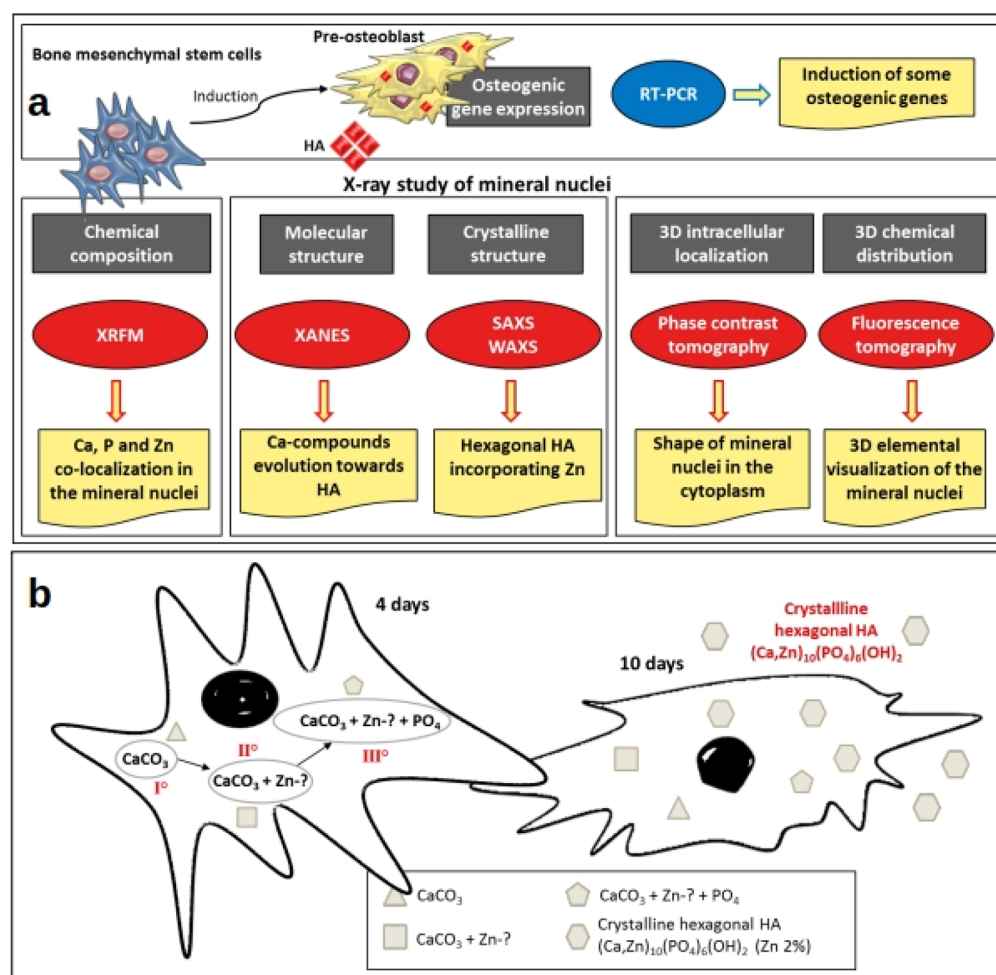 a
Bone mesenchymal stem cells
Induction
Pre-osteoblast
HA
Osteogenic
gene expression
RT-PCR
Induction of some
osteogenic genes
X-ray study of mineral nuclei
Chemical
composition
XRFM
Ca, P and Zn
co-localization in
the mineral nuclei
Molecular
structure
XANES
Ca-compounds
evolution towards
HA
Crystalline
structure
SAXS
WAXS
Hexagonal HA
incorporating Zn
3D intracellular
localization
Phase contrast
tomography
Shape of mineral
nuclei in the
cytoplasm
3D chemical
distribution
Fluorescence
tomography
3D elemental
visualization of the
mineral nuclei
b
4 days
CaCO₃
I°
II°
CaCO₃ + Zn-?
CaCO₃ + Zn-? + PO₄
III°
10 days
Crystallline
hexagonal HA
(Ca,Zn)₁₀(PO₄)₆(OH)₂
CaCO₃
CaCO₃ + Zn-?
CaCO₃ + Zn-? + PO₄
Crystalline hexagonal HA
(Ca,Zn)₁₀(PO₄)₆(OH)₂ (Zn 2%)